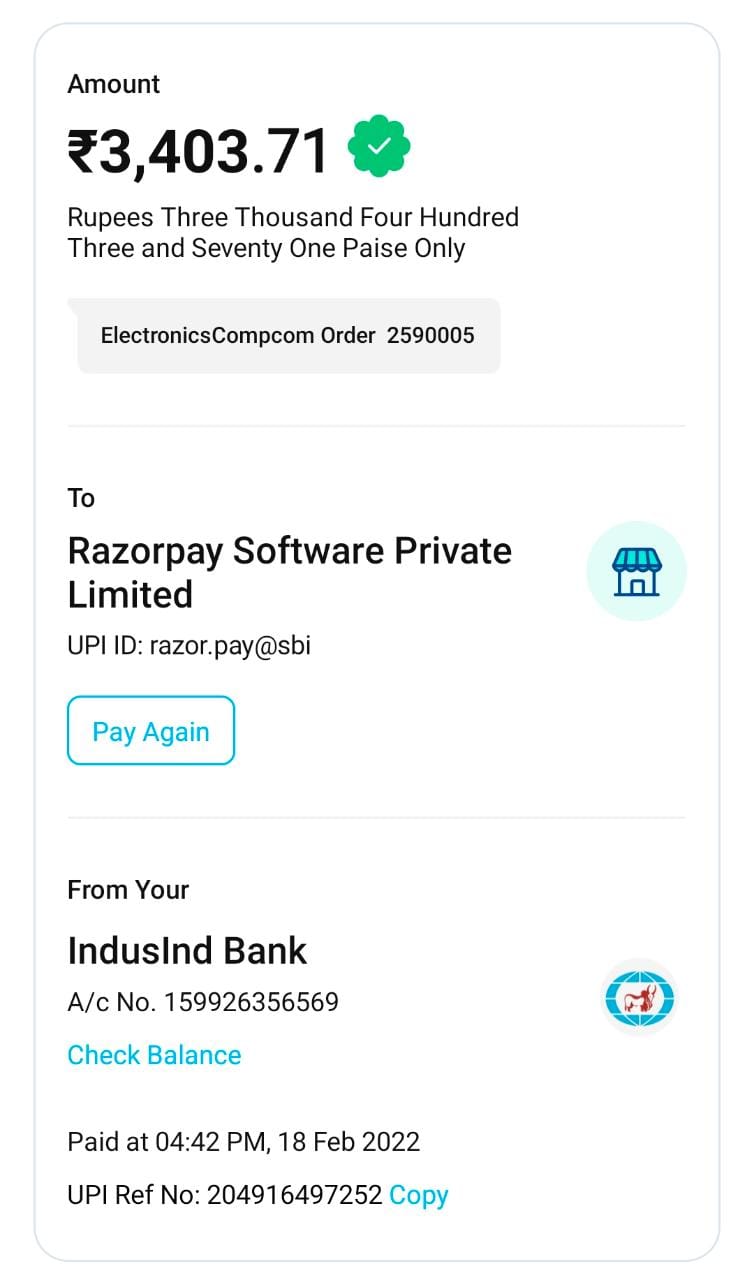 Amount
₹3,403.71
Rupees Three Thousand Four Hundred
Three and Seventy One Paise Only
ElectronicsCompcom Order 2590005
To
Razorpay Software Private
Limited
UPI ID: razor.pay@sbi
Pay Again
From Your
IndusInd Bank
A/c No. 159926356569
Check Balance
Paid at 04:42 PM, 18 Feb 2022
UPI Ref No: 204916497252 Copy